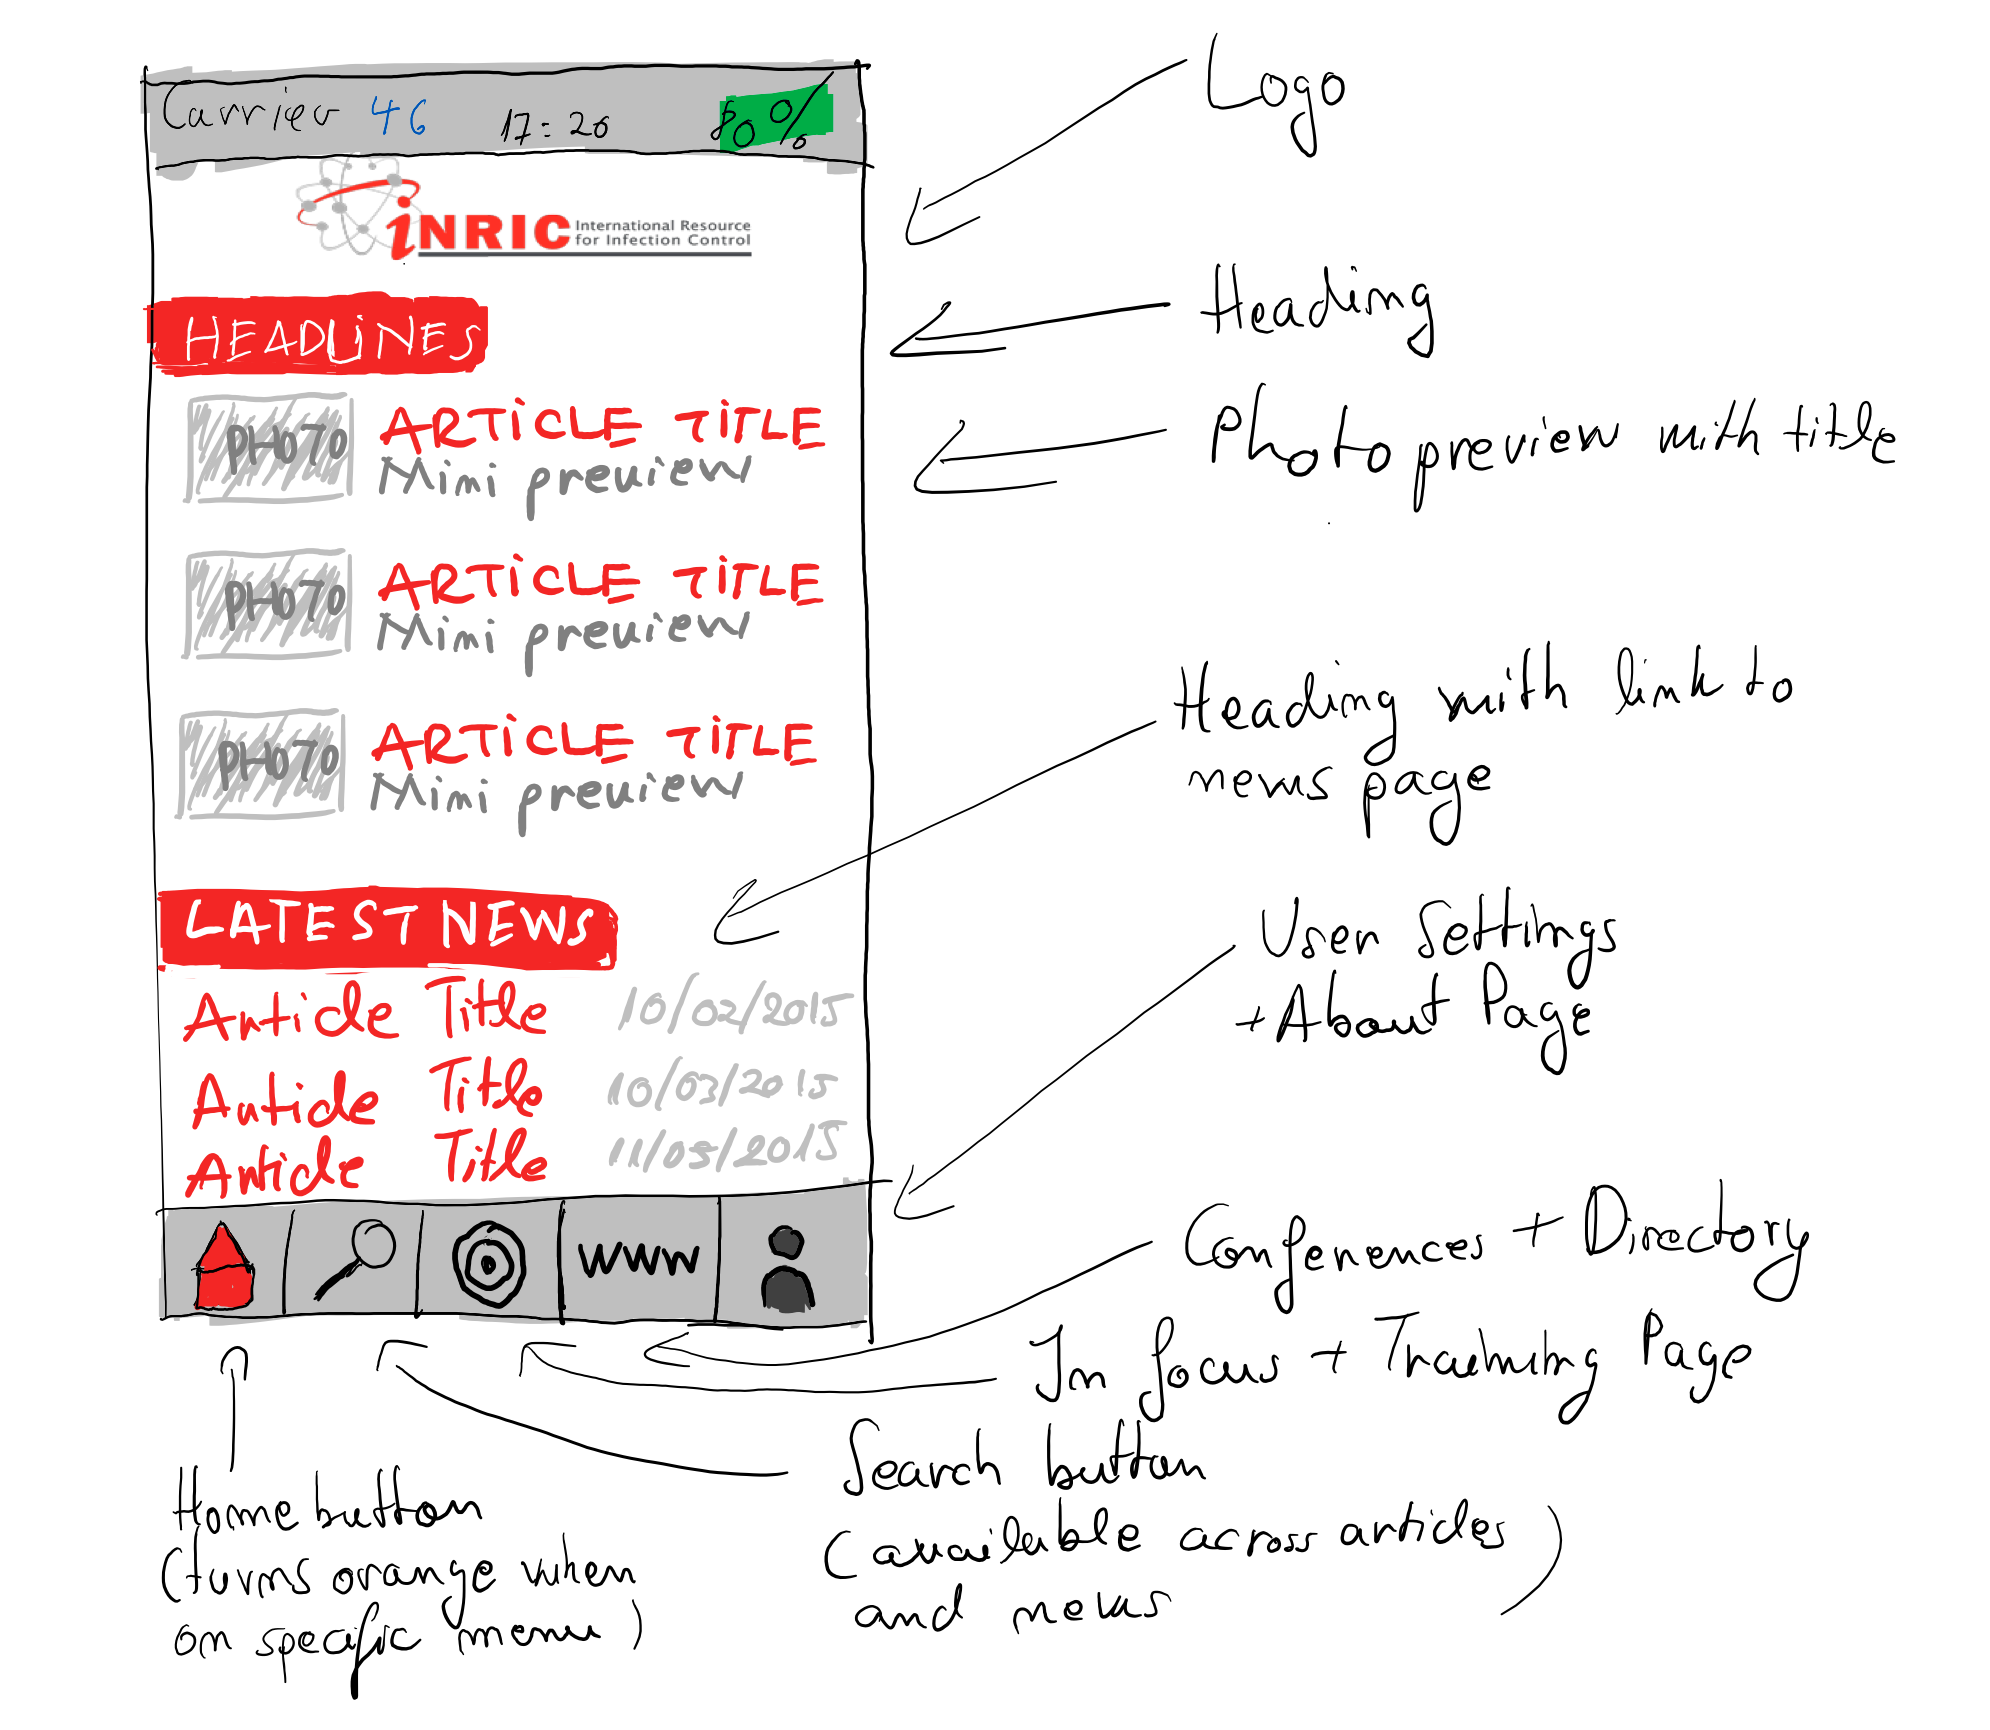 Carrier 4G 17:26 80%
iNRIC International Resource
for Infection Control
HEADLINES
PHOTO ARTICLE TITLE
Mini preview
PHOTO ARTICLE TITLE
Mini preview
PHOTO ARTICLE TITLE
Mini preview
LATEST NEWS
Article Title 10/02/2015
Article Title 10/03/2015
Article Title 11/03/2015
www
Logo
Heading
Photo preview with title
Heading with link to
news page
User Settings
+ About Page
Conferences + Directory
In focus + Training Page
Search button
(available across articles
and news)
Home button
(turns orange when
on specific menu)